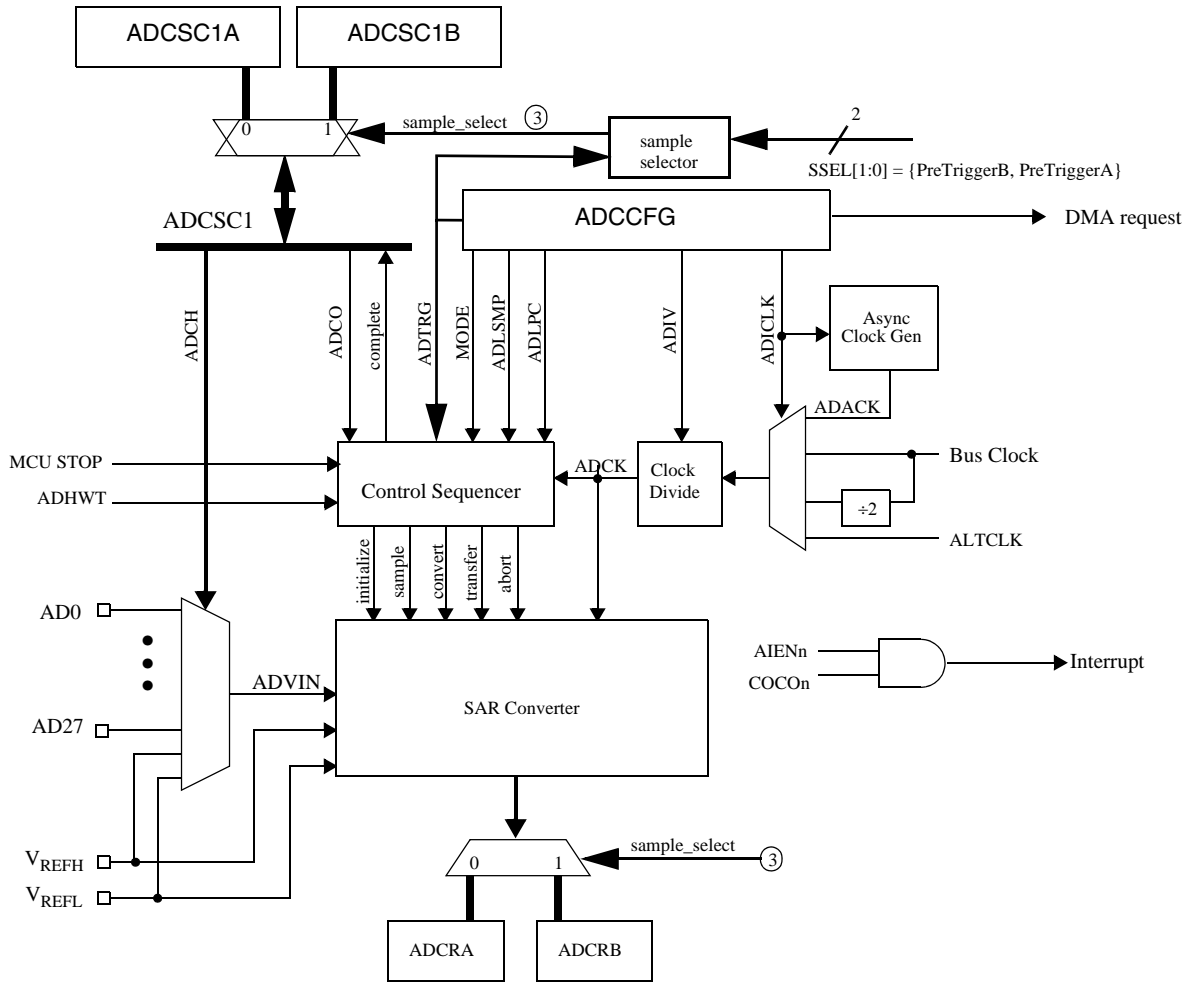 ADCSC1A
ADCSC1B
0
1
sample_select
3
sample
selector
2
SSEL[1:0] = {PreTriggerB, PreTriggerA}
ADCSC1
ADCCFG
DMA request
ADCH
ADCO
complete
ADTRG
MODE
ADLSMP
ADLPC
ADIV
ADICLK
Async
Clock Gen
ADACK
MCU STOP
ADHWT
Control Sequencer
ADCK
Clock
Divide
Bus Clock
÷2
ALTCLK
initialize
sample
convert
transfer
abort
AD0
AD27
ADVIN
SAR Converter
AIENn
COCOn
Interrupt
VREFH
VREFL
0
1
sample_select
3
ADCRA
ADCRB